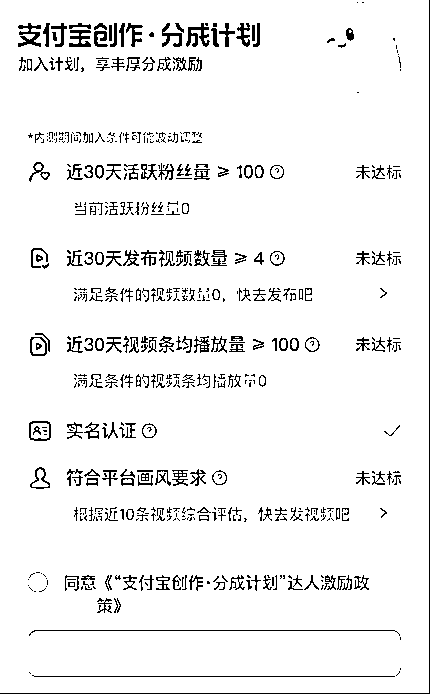 支付宝创作·分成计划
加入计划，享丰厚分成激励
*内测期间加入条件可能波动调整
近30天活跃粉丝量 ≥ 100 ? 未达标
当前活跃粉丝量0
近30天发布视频数量 ≥ 4 ? 未达标
满足条件的视频数量0，快去发布吧 >
近30天视频条均播放量 ≥ 100 ? 未达标
满足条件的视频条均播放量0
实名认证 ?
符合平台画风要求 ? 未达标
根据近10条视频综合评估，快去发视频吧 >
同意《“支付宝创作·分成计划”达人激励政
策》